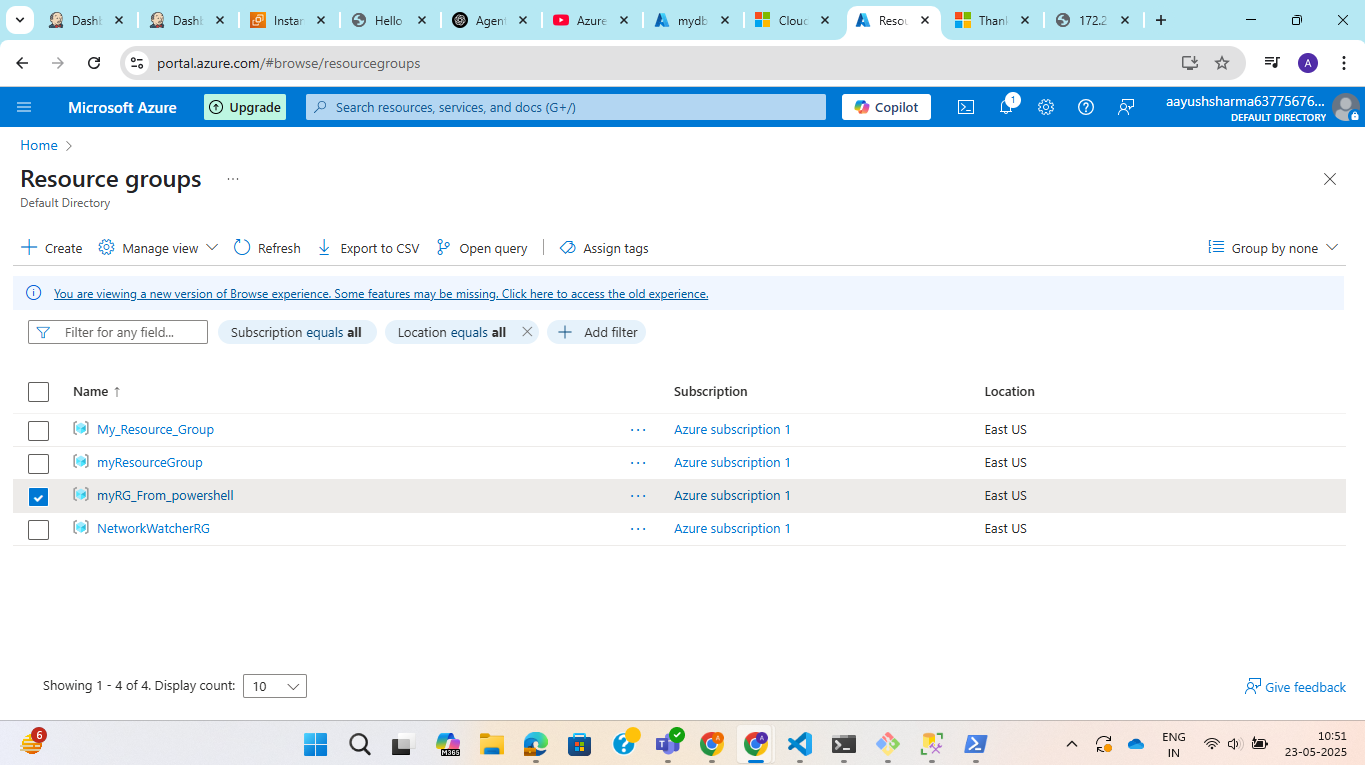 Dashb
Dashb
Instan
Hello
Agent
Azure
mydb
Cloud
Resou
Thank
172.2
portal.azure.com/#browse/resourcegroups
A
Microsoft Azure
Upgrade
Search resources, services, and docs (G+/)
Copilot
1
aayushsharma63775676...
DEFAULT DIRECTORY
Home
Resource groups ...
Default Directory
Create
Manage view
Refresh
Export to CSV
Open query
Assign tags
Group by none
You are viewing a new version of Browse experience. Some features may be missing. Click here to access the old experience.
Filter for any field...
Subscription equals all
Location equals all
Add filter
Name ↑
Subscription
Location
My_Resource_Group
...
Azure subscription 1
East US
myResourceGroup
...
Azure subscription 1
East US
myRG_From_powershell
...
Azure subscription 1
East US
NetworkWatcherRG
...
Azure subscription 1
East US
Showing 1 - 4 of 4. Display count: 10
Give feedback
6
M365
A
A
ENG
IN
10:51
23-05-2025